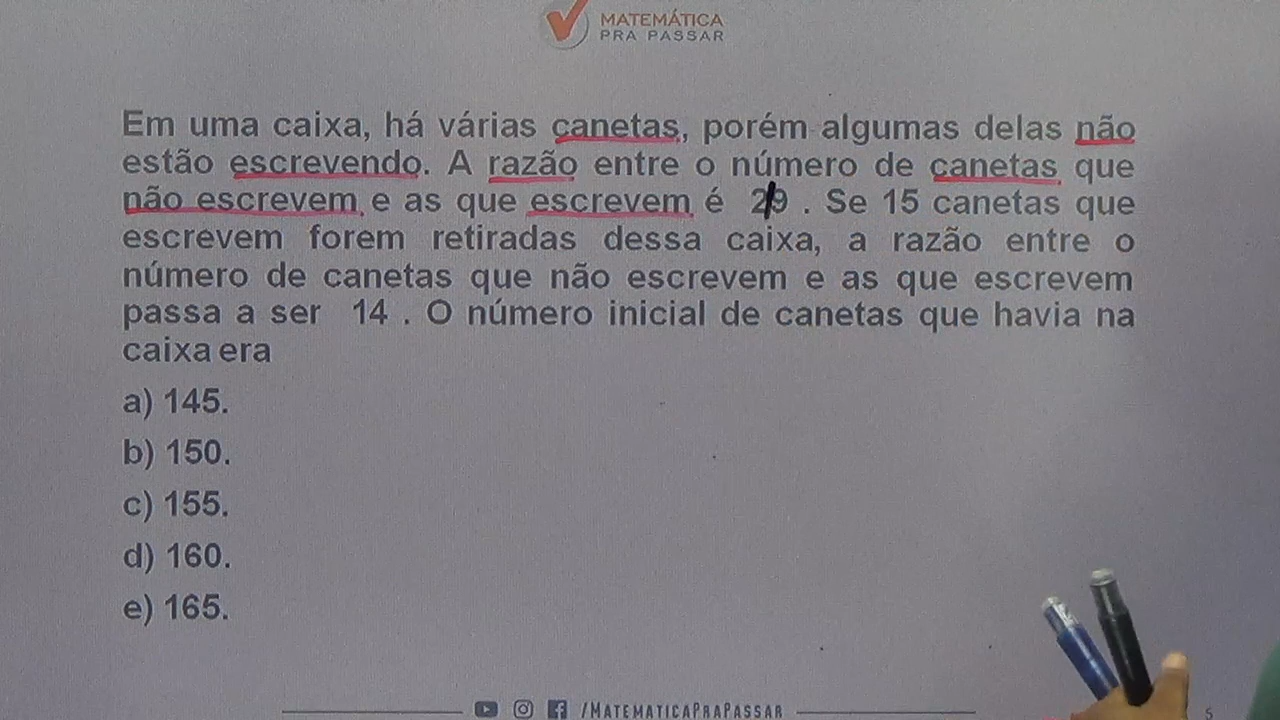 MATEMÁTICA
PRA PASSAR
Em uma caixa, há várias canetas, porém algumas delas não
estão escrevendo. A razão entre o número de canetas que
não escrevem e as que escrevem é 2/9 . Se 15 canetas que
escrevem forem retiradas dessa caixa, a razão entre o
número de canetas que não escrevem e as que escrevem
passa a ser 14 . O número inicial de canetas que havia na
caixa era
a) 145.
b) 150.
c) 155.
d) 160.
e) 165.
/MATEMATICAPRAPASSAR